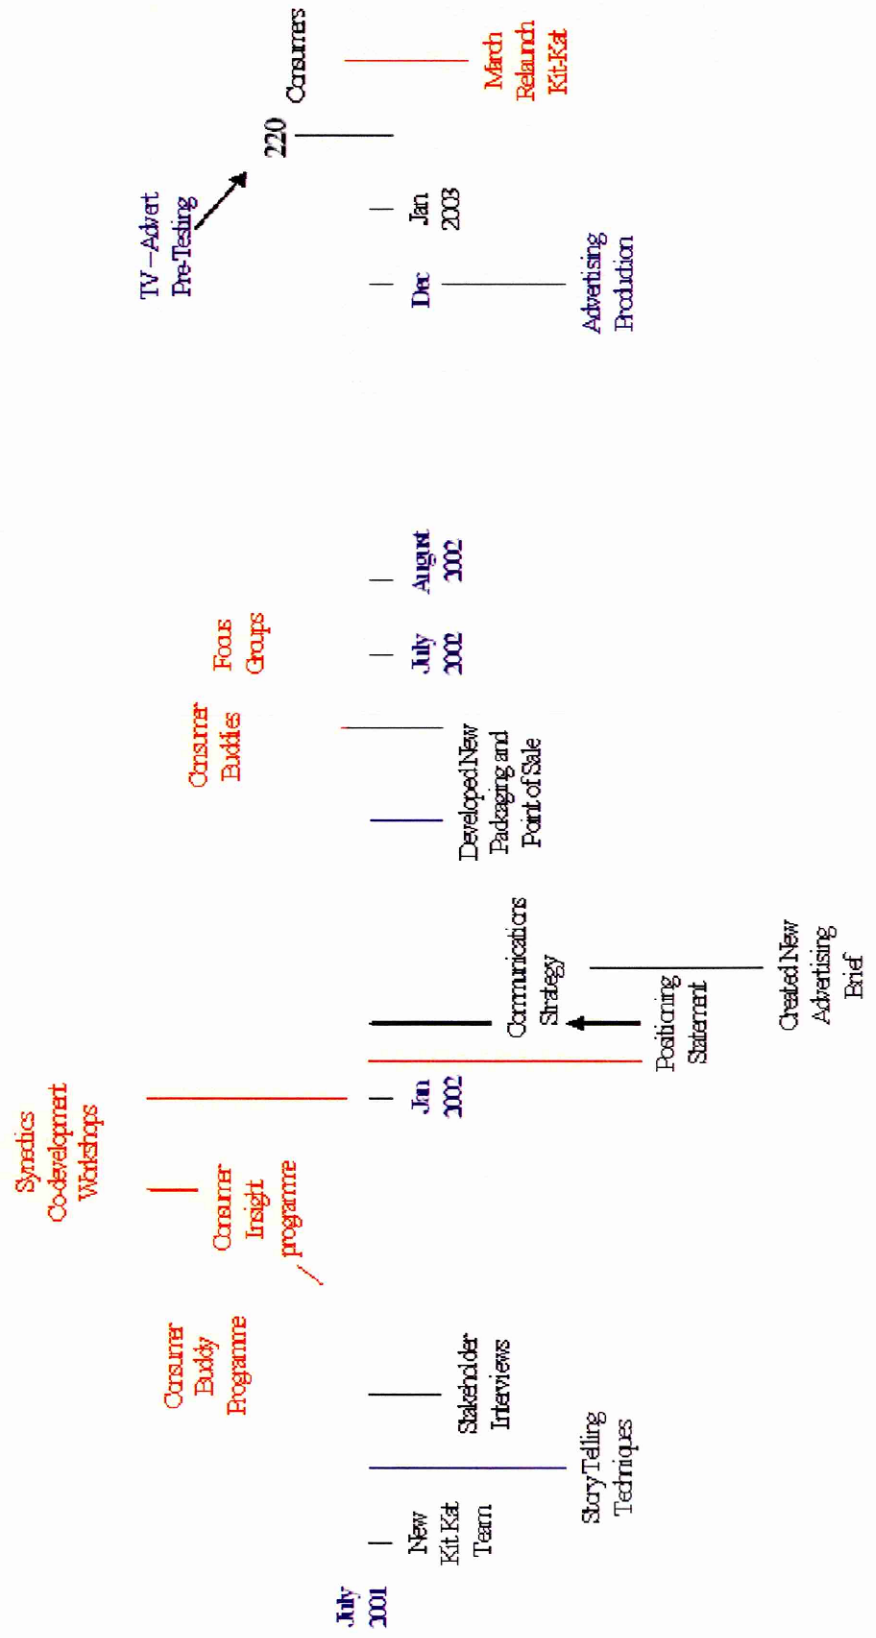 July
2001
New
Kit Kat
Team
Story Telling
Techniques
Stakeholder
Interviews
Consumer
Buddy
Programme
Consumer
Insight
programme
Synectics
Co-development
Workshops
Jan
2002
Positioning
Statement
Communications
Strategy
Created New
Advertising
Brief
Developed New
Packaging and
Point of Sale
Consumer
Buddies
Focus
Groups
July
2002
August
2002
Dec
Advertising
Production
TV – Advert
Pre-Testing
Jan
2003
220 Consumers
March
Relaunch
Kit-Kat